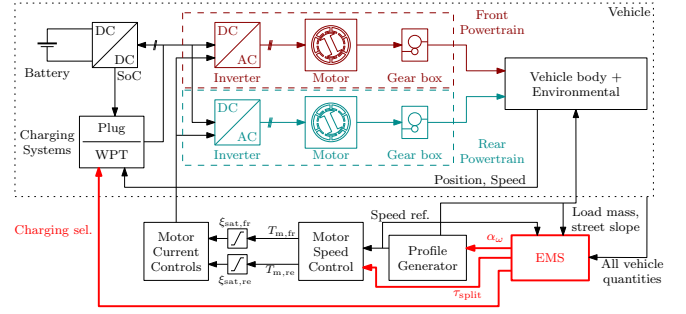 Vehicle
Front
Powertrain
DC
DC
Battery
SoC
DC
AC
Inverter
Motor
Gear box
Vehicle body +
Environmental
DC
AC
Inverter
Motor
Gear box
Rear
Powertrain
Charging
Systems
Plug
WPT
Position, Speed
Charging sel.
Motor
Current
Controls
ξsat,fr
ξsat,re
Tm,fr
Tm,re
Motor
Speed
Control
Speed ref.
Profile
Generator
αω
τsplit
Load mass,
street slope
EMS
All vehicle
quantities